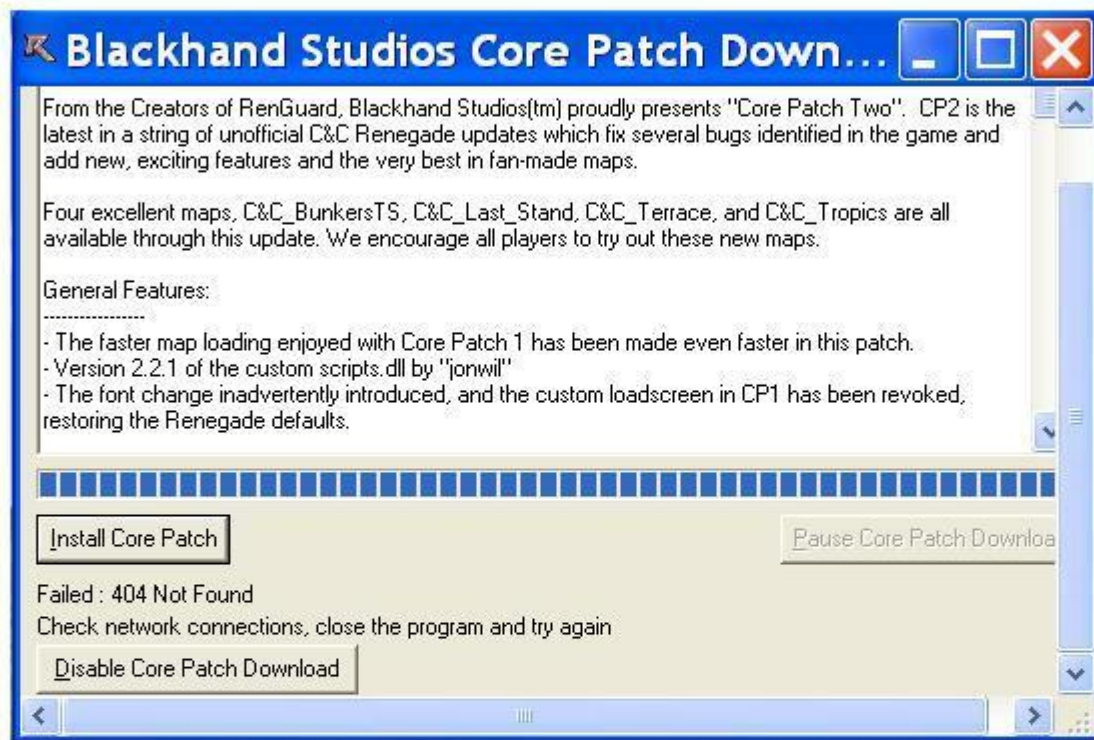 Blackhand Studios Core Patch Down...
From the Creators of RenGuard, Blackhand Studios(tm) proudly presents "Core Patch Two". CP2 is the
latest in a string of unofficial C&C Renegade updates which fix several bugs identified in the game and
add new, exciting features and the very best in fan-made maps.
Four excellent maps, C&C_BunkersTS, C&C_Last_Stand, C&C_Terrace, and C&C_Tropics are all
available through this update. We encourage all players to try out these new maps.
General Features:
----------------
- The faster map loading enjoyed with Core Patch 1 has been made even faster in this patch.
- Version 2.2.1 of the custom scripts.dll by "jonwil"
- The font change inadvertently introduced, and the custom loadscreen in CP1 has been revoked,
restoring the Renegade defaults.
Install Core Patch
Pause Core Patch Downloa
Failed : 404 Not Found
Check network connections, close the program and try again
Disable Core Patch Download